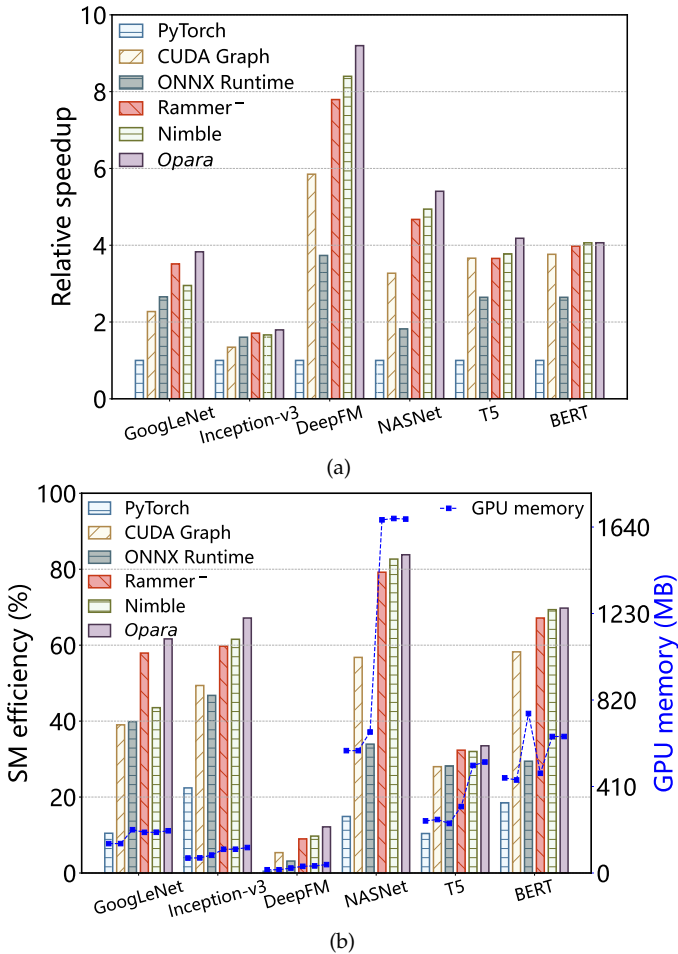 10
8
6
4
2
0
Relative speedup
PyTorch
CUDA Graph
ONNX Runtime
Rammer⁻
Nimble
Opara
GoogLeNet
Inception-v3
DeepFM
NASNet
T5
BERT
(a)
100
80
60
40
20
0
SM efficiency (%)
PyTorch
CUDA Graph
ONNX Runtime
Rammer⁻
Nimble
Opara
GPU memory
1640
1230
820
410
0
GPU memory (MB)
GoogLeNet
Inception-v3
DeepFM
NASNet
T5
BERT
(b)